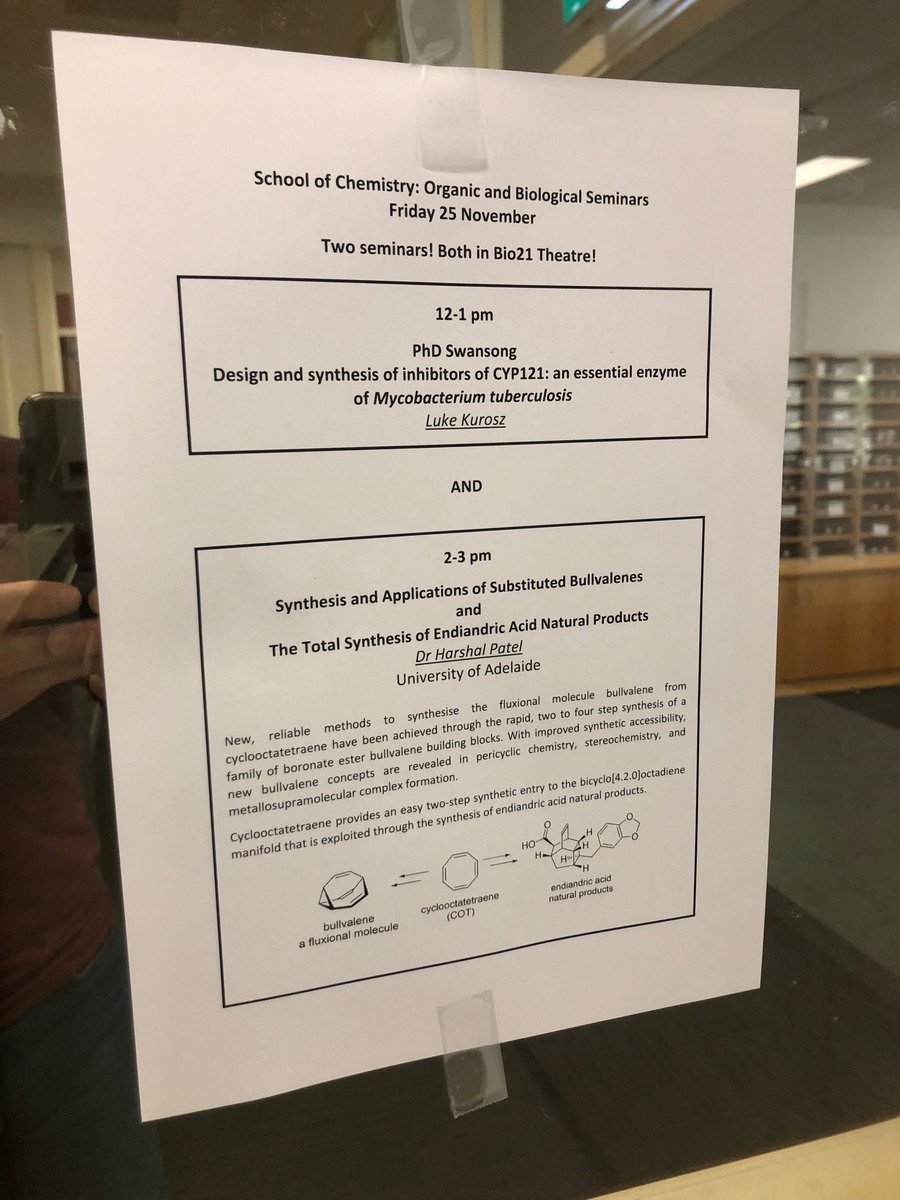 School of Chemistry: Organic and Biological Seminars
Friday 25 November
Two seminars! Both in Bio21 Theatre!
12-1 pm
PhD Swansong
Design and synthesis of inhibitors of CYP121: an essential enzyme
of Mycobacterium tuberculosis
Luke Kurosz
AND
2-3 pm
Synthesis and Applications of Substituted Bullvalenes
and
The Total Synthesis of Endiandric Acid Natural Products
Dr Harshal Patel
University of Adelaide
New, reliable methods to synthesise the fluxional molecule bullvalene from
cyclooctatetraene have been achieved through the rapid, two to four step synthesis of a
family of boronate ester bullvalene building blocks. With improved synthetic accessibility,
new bullvalene concepts are revealed in pericyclic chemistry, stereochemistry, and
metallosupramolecular complex formation.
Cyclooctatetraene provides an easy two-step synthetic entry to the bicyclo[4.2.0]octadiene
manifold that is exploited through the synthesis of endiandric acid natural products.
O
HO
H
H
H
H
H
O
O
bullvalene
a fluxional molecule
cyclooctatetraene
(COT)
endiandric acid
natural products